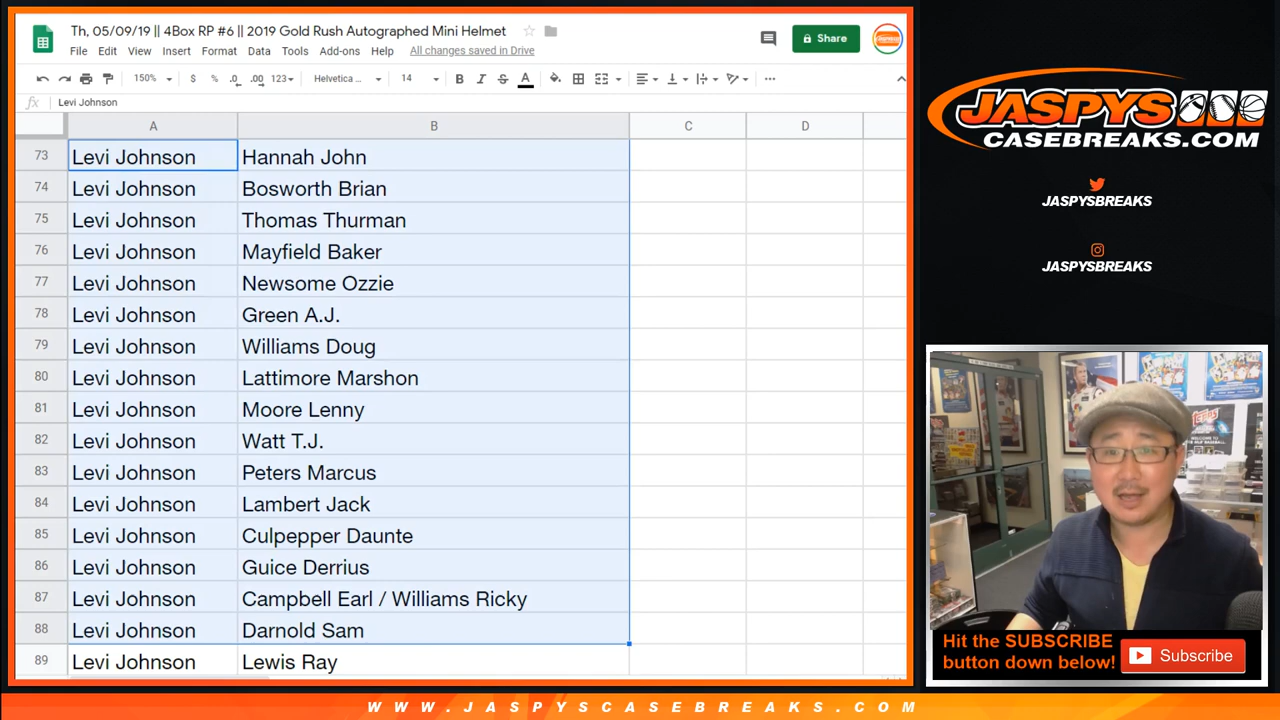 Th, 05/09/19 || 4Box RP #6 || 2019 Gold Rush Autographed Mini Helmet
Share
File Edit View Insert Format Data Tools Add-ons Help All changes saved in Drive
150% $ % .0 .00 123 Helvetica ... 14 B I S A
fx Levi Johnson
A B C D
73 Levi Johnson Hannah John
74 Levi Johnson Bosworth Brian
75 Levi Johnson Thomas Thurman
76 Levi Johnson Mayfield Baker
77 Levi Johnson Newsome Ozzie
78 Levi Johnson Green A.J.
79 Levi Johnson Williams Doug
80 Levi Johnson Lattimore Marshon
81 Levi Johnson Moore Lenny
82 Levi Johnson Watt T.J.
83 Levi Johnson Peters Marcus
84 Levi Johnson Lambert Jack
85 Levi Johnson Culpepper Daunte
86 Levi Johnson Guice Derrius
87 Levi Johnson Campbell Earl / Williams Ricky
88 Levi Johnson Darnold Sam
89 Levi Johnson Lewis Ray
JASPYS
CASEBREAKS.COM
JASPYSBREAKS
JASPYSBREAKS
Topps
Hit the SUBSCRIBE
button down below!
Subscribe
WWW.JASPYSCASEBREAKS.COM